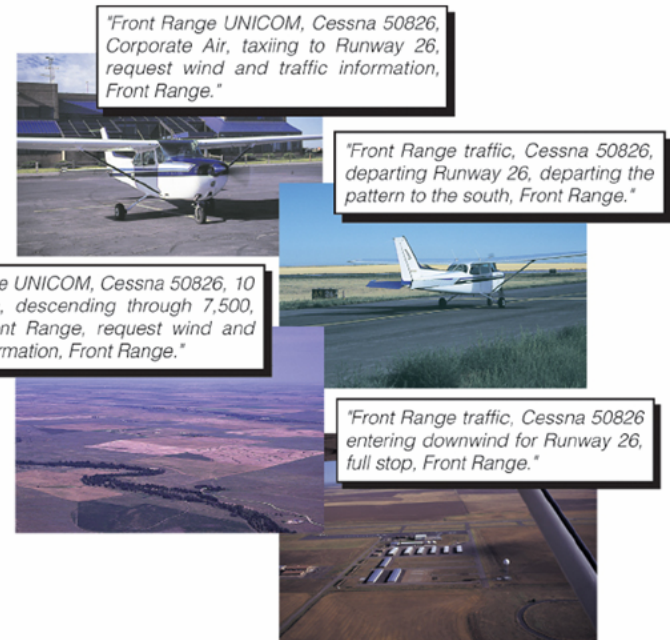 "Front Range UNICOM, Cessna 50826,
Corporate Air, taxiing to Runway 26,
request wind and traffic information,
Front Range."
"Front Range traffic, Cessna 50826,
departing Runway 26, departing the
pattern to the south, Front Range."
UNICOM, Cessna 50826, 10
descending through 7,500,
Range, request wind and
Front Range."
"Front Range traffic, Cessna 50826
entering downwind for Runway 26,
full stop, Front Range."